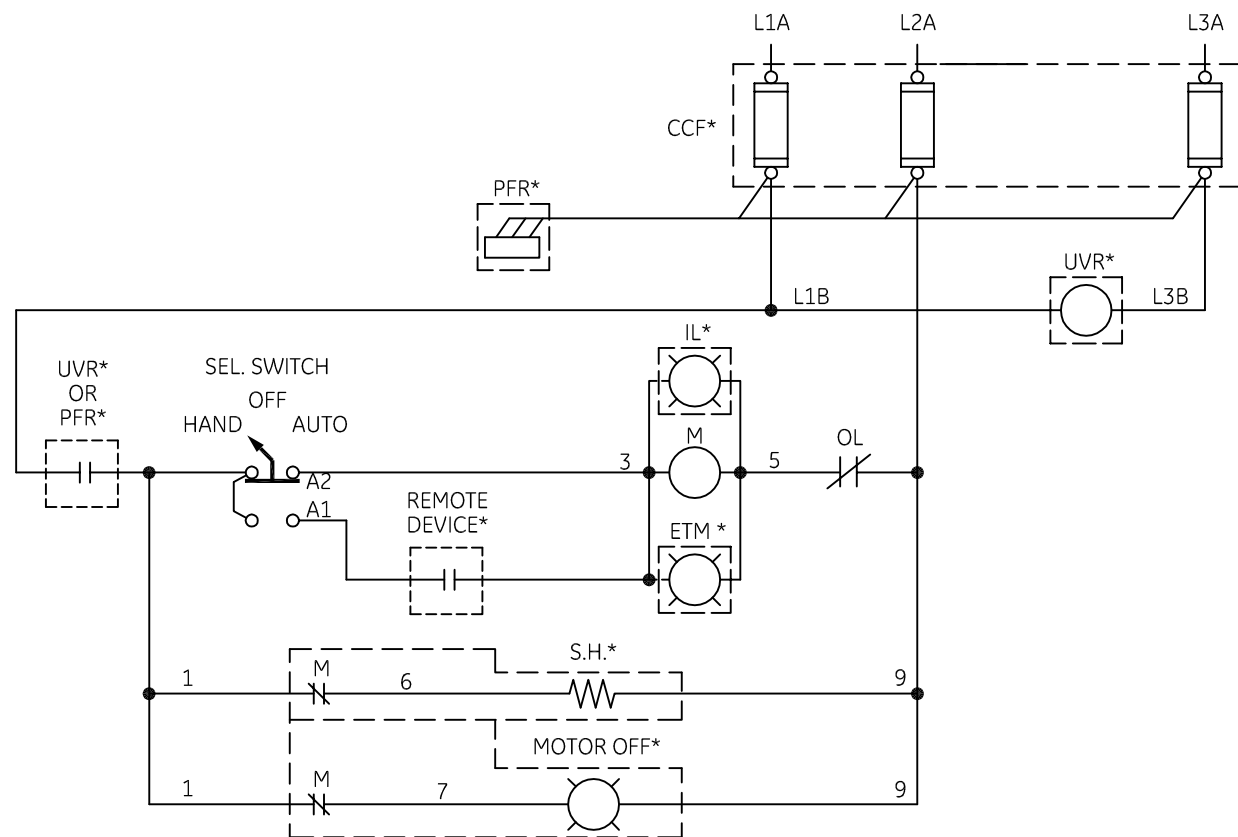 L1A
L2A
L3A
CCF*
PFR*
UVR*
L1B
L3B
IL*
UVR*
OR
PFR*
SEL. SWITCH
OFF
HAND
AUTO
M
OL
3
5
A2
A1
REMOTE
DEVICE*
ETM *
S.H.*
1
M
6
9
MOTOR OFF*
1
M
7
9